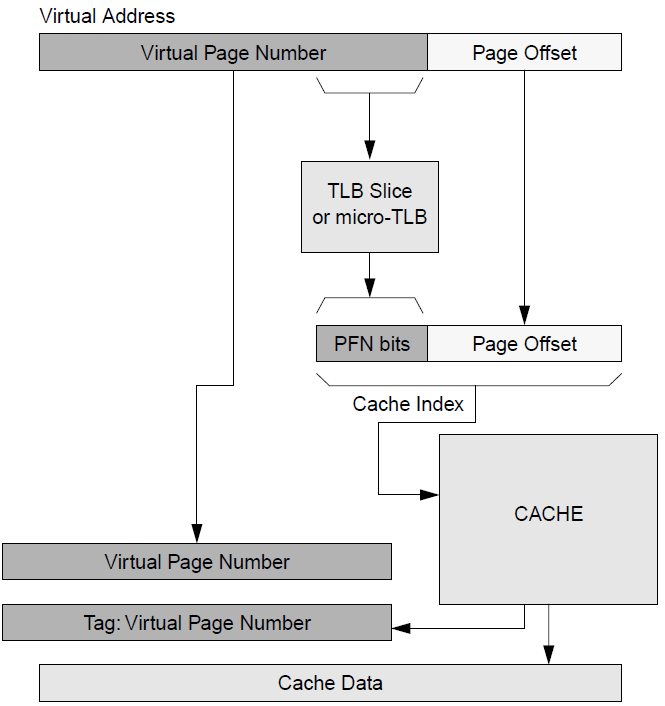 Virtual Address
Virtual Page Number
Page Offset
TLB Slice
or micro-TLB
PFN bits
Page Offset
Cache Index
CACHE
Virtual Page Number
Tag: Virtual Page Number
Cache Data